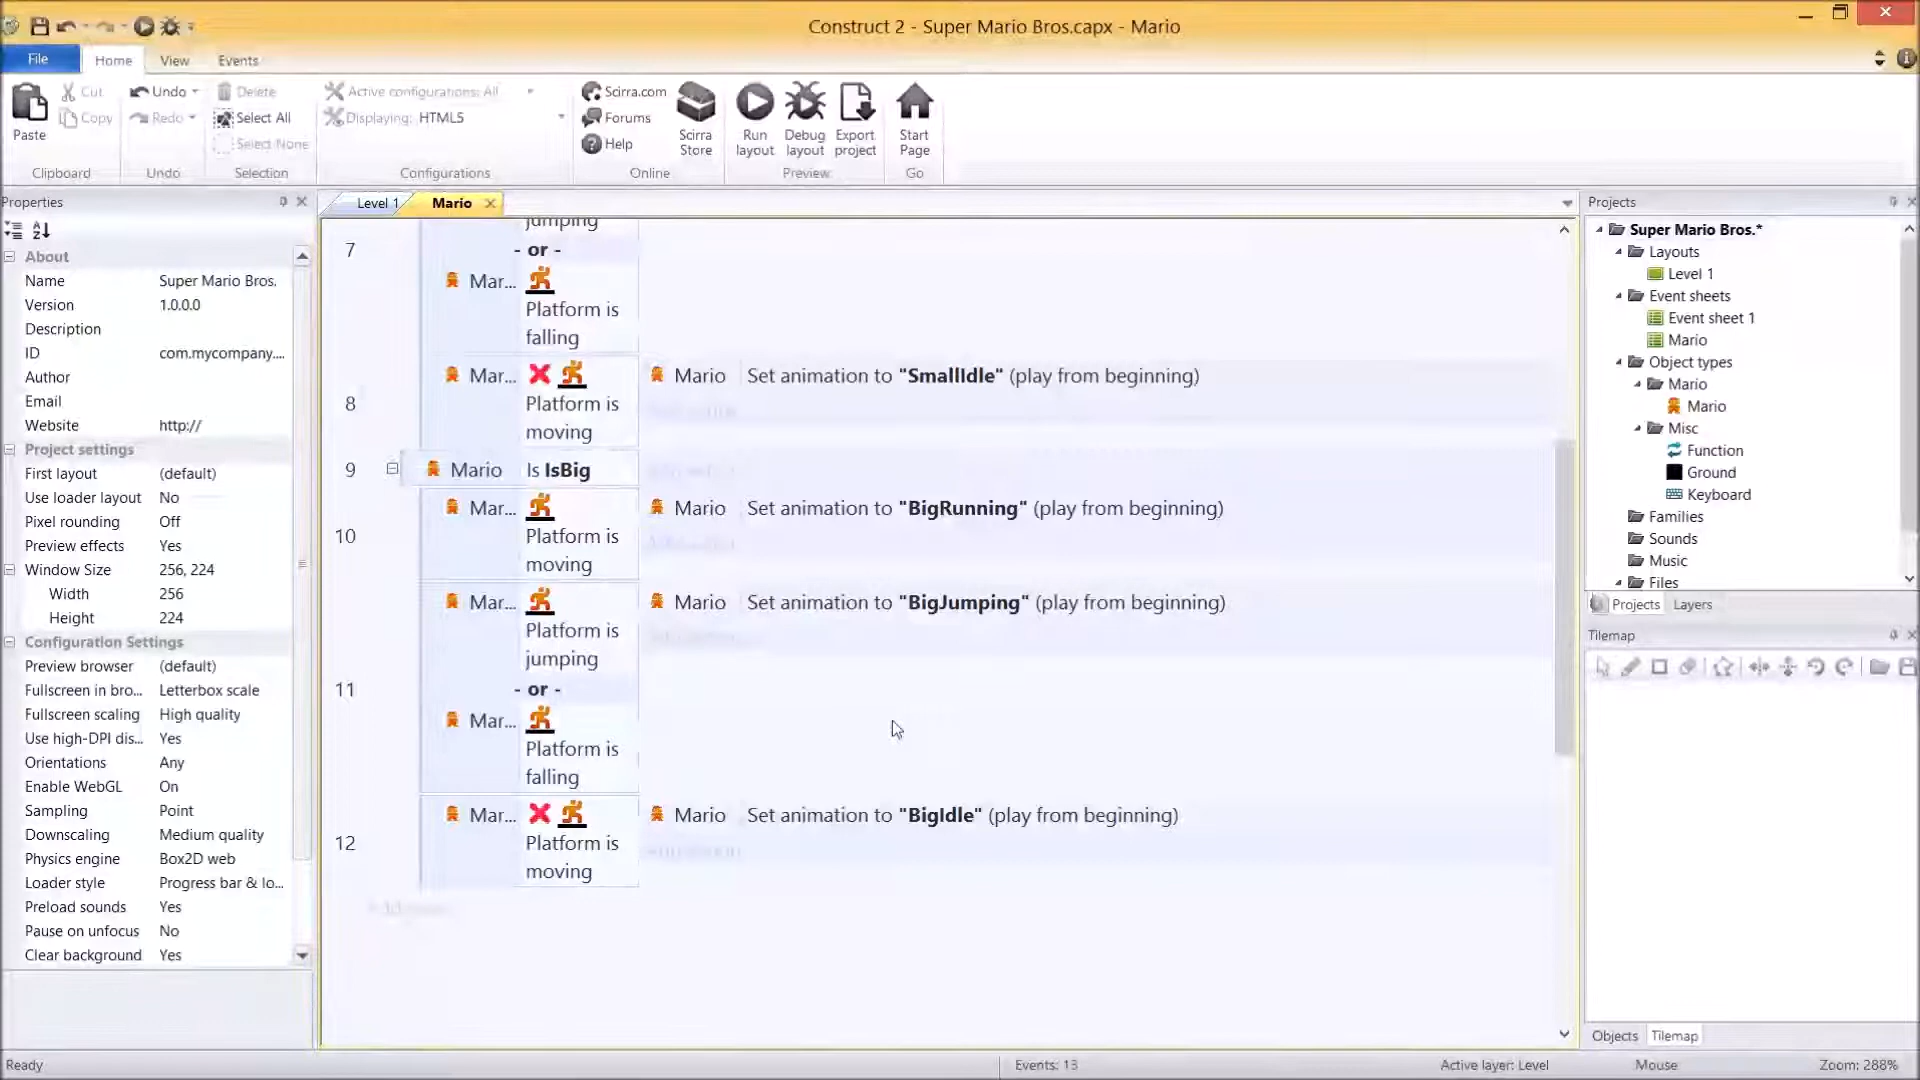 Construct 2 - Super Mario Bros.capx - Mario
File Home View Events
Paste
Cut
Copy
Clipboard
Undo
Redo
Undo
Delete
Select All
Select None
Selection
Active configurations: All
Displaying: HTML5
Configurations
Scirra.com
Forums
Help
Scirra
Store
Online
Run
layout
Debug
layout
Export
project
Preview
Start
Page
Go
Properties
About
Name Super Mario Bros.
Version 1.0.0.0
Description
ID com.mycompany....
Author
Email
Website http://
Project settings
First layout (default)
Use loader layout No
Pixel rounding Off
Preview effects Yes
Window Size 256, 224
Width 256
Height 224
Configuration Settings
Preview browser (default)
Fullscreen in bro... Letterbox scale
Fullscreen scaling High quality
Use high-DPI dis... Yes
Orientations Any
Enable WebGL On
Sampling Point
Downscaling Medium quality
Physics engine Box2D web
Loader style Progress bar & lo...
Preload sounds Yes
Pause on unfocus No
Clear background Yes
Level 1 Mario
jumping
7 - or -
Mar...
Platform is
falling
8 Mar... Mario Set animation to "SmallIdle" (play from beginning)
Platform is
moving
9 Mario Is IsBig
10 Mar... Mario Set animation to "BigRunning" (play from beginning)
Platform is
moving
11 Mar... Mario Set animation to "BigJumping" (play from beginning)
Platform is
jumping
- or -
Mar...
Platform is
falling
12 Mar... Mario Set animation to "BigIdle" (play from beginning)
Platform is
moving
Projects
Super Mario Bros.*
Layouts
Level 1
Event sheets
Event sheet 1
Mario
Object types
Mario
Mario
Misc
Function
Ground
Keyboard
Families
Sounds
Music
Files
Projects Layers
Tilemap
Objects Tilemap
Ready Events: 13 Active layer: Level Mouse Zoom: 288%